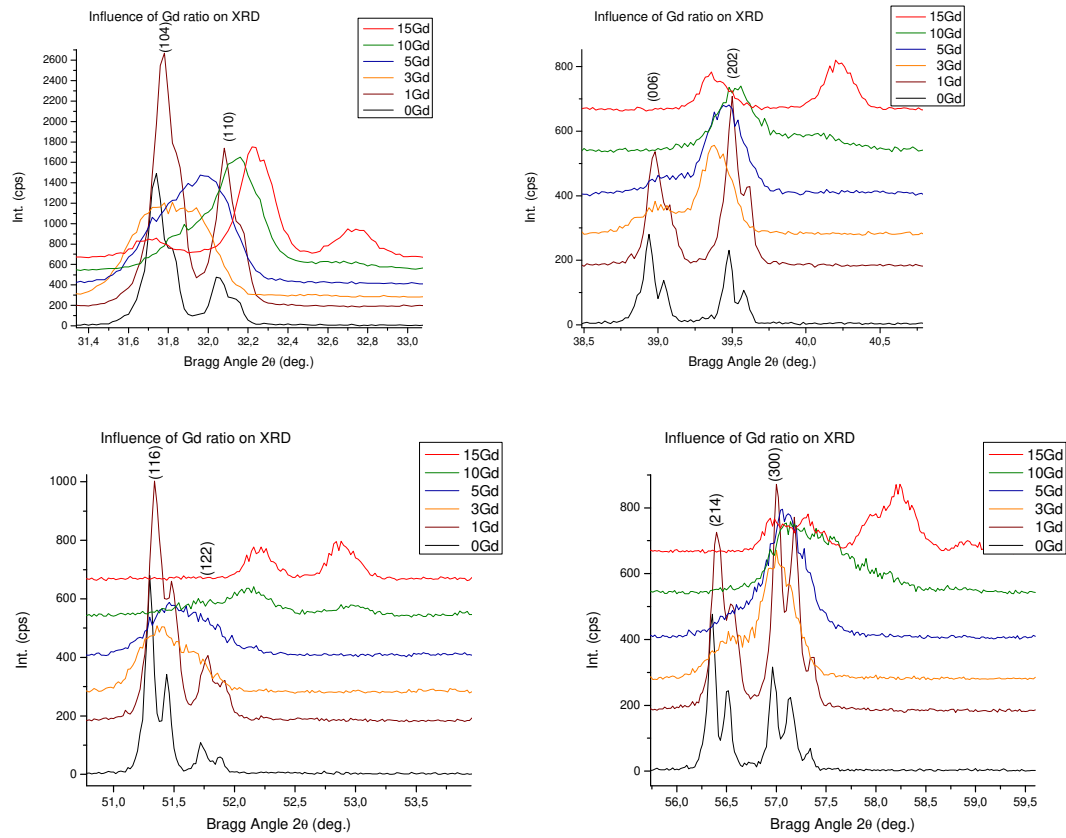 Influence of Gd ratio on XRD
15Gd
10Gd
5Gd
3Gd
1Gd
0Gd
(104)
(110)
2600
2400
2200
2000
1800
1600
1400
1200
1000
800
600
400
200
0
Int. (cps)
31,4 31,6 31,8 32,0 32,2 32,4 32,6 32,8 33,0
Bragg Angle 2θ (deg.)
Influence of Gd ratio on XRD
15Gd
10Gd
5Gd
3Gd
1Gd
0Gd
(006)
(202)
800
600
400
200
0
Int. (cps)
38,5 39,0 39,5 40,0 40,5
Bragg Angle 2θ (deg.)
Influence of Gd ratio on XRD
15Gd
10Gd
5Gd
3Gd
1Gd
0Gd
(116)
(122)
1000
800
600
400
200
0
Int. (cps)
51,0 51,5 52,0 52,5 53,0 53,5
Bragg Angle 2θ (deg.)
Influence of Gd ratio on XRD
15Gd
10Gd
5Gd
3Gd
1Gd
0Gd
(214)
(300)
800
600
400
200
0
Int. (cps)
56,0 56,5 57,0 57,5 58,0 58,5 59,0 59,5
Bragg Angle 2θ (deg.)